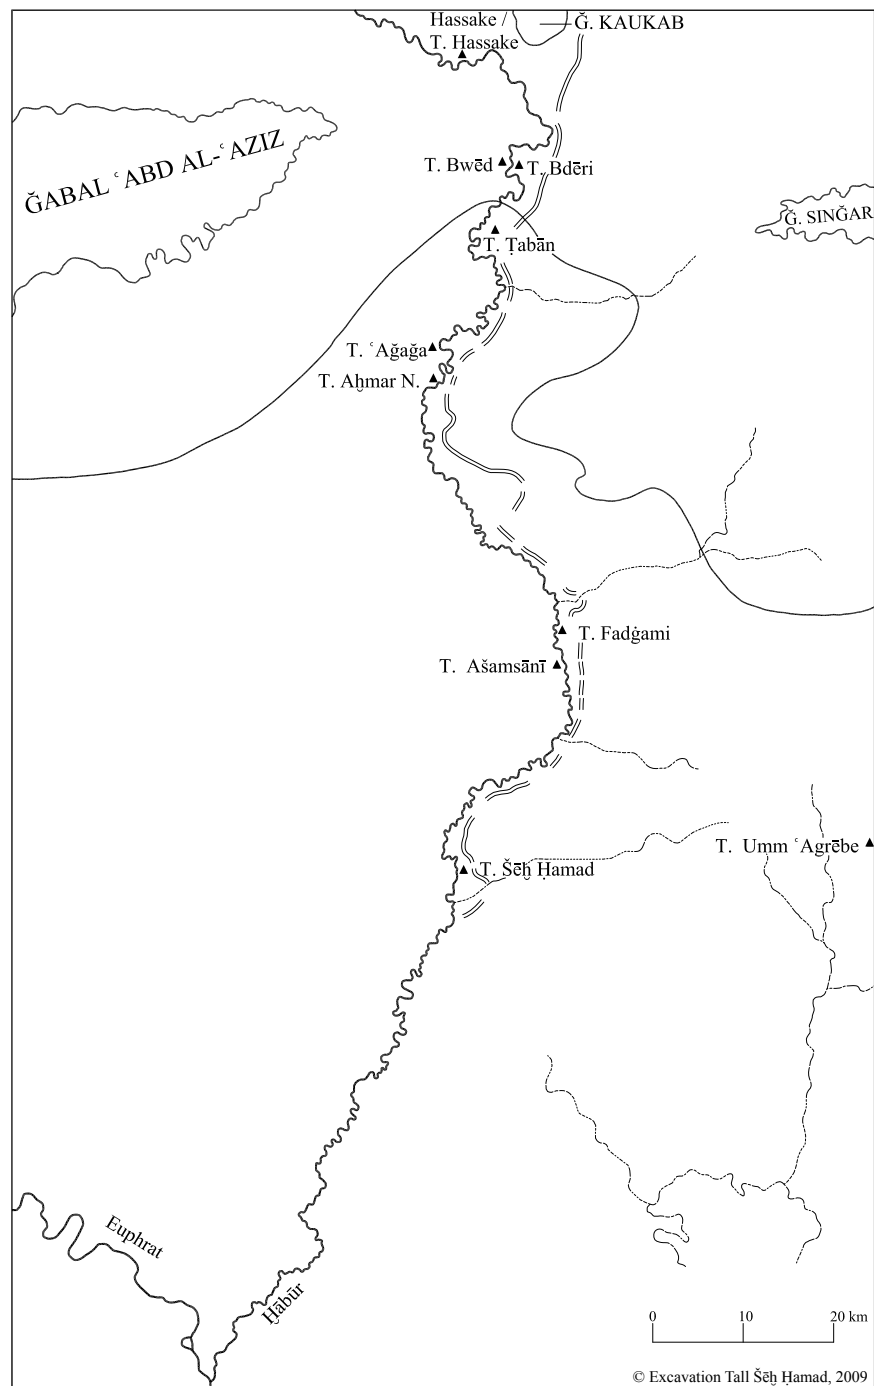 Hassake /
T. Hassake
Ğ. KAUKAB
ĞABAL ʿABD AL-ʿAZIZ
T. Bwēd
T. Bdēri
Ğ. SINĞAR
T. Ṭabān
T. ʿAğağa
T. Aḥmar N.
T. Fadġami
T. Ašamsānī
T. Umm ʿAgrēbe
T. Šēḫ Ḥamad
Euphrat
Ḫābūr
0 10 20 km
© Excavation Tall Šēḫ Ḥamad, 2009